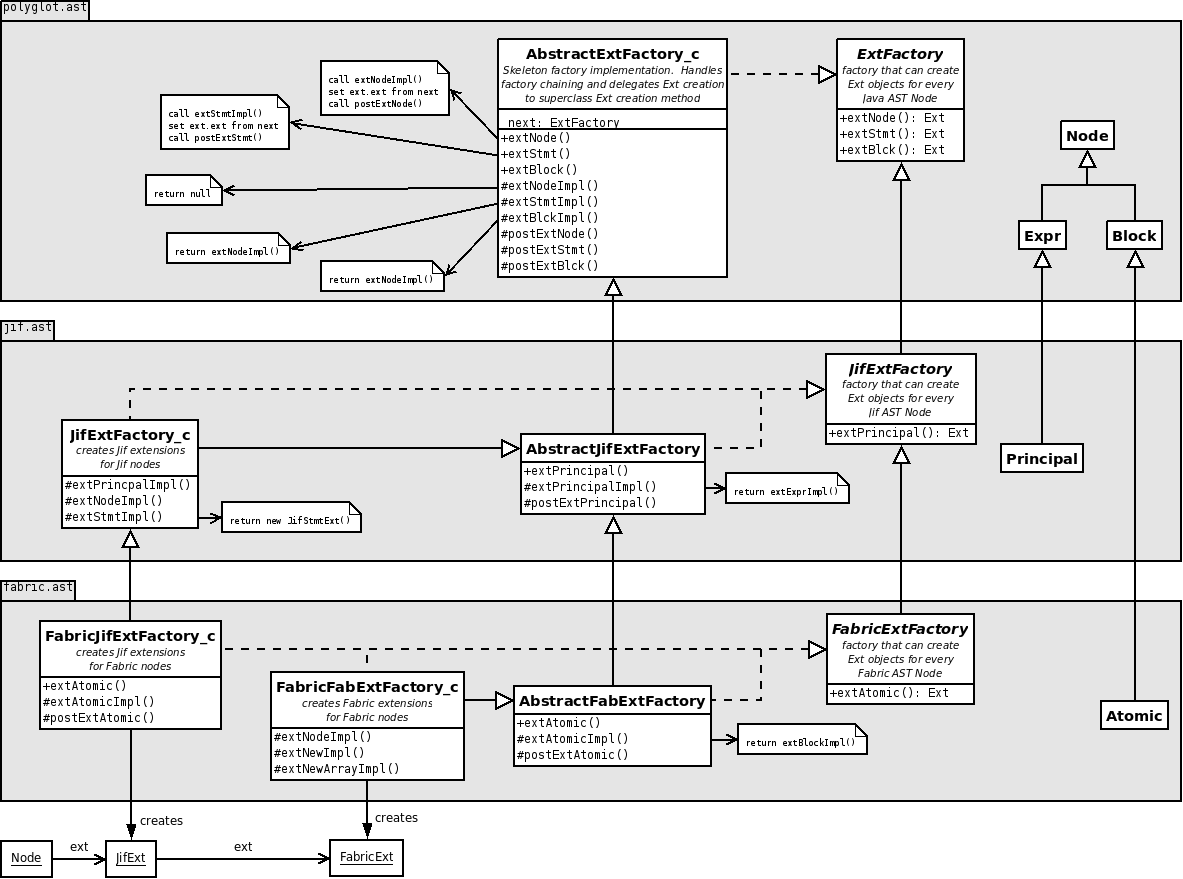 polyglot.ast
AbstractExtFactory_c
Skeleton factory implementation.  Handles
factory chaining and delegates Ext creation
to superclass Ext creation method
next: ExtFactory
+extNode()
+extStmt()
+extBlock()
#extNodeImpl()
#extStmtImpl()
#extBlckImpl()
#postExtNode()
#postExtStmt()
#postExtBlck()
call extNodeImpl()
set ext.ext from next
call postExtNode()
call extStmtImpl()
set ext.ext from next
call postExtStmt()
return null
return extNodeImpl()
return extNodeImpl()
ExtFactory
factory that can create
Ext objects for every
Java AST Node
+extNode(): Ext
+extStmt(): Ext
+extBlck(): Ext
Node
Expr
Block
jif.ast
JifExtFactory_c
creates Jif extensions
for Jif nodes
#extPrincpalImpl()
#extNodeImpl()
#extStmtImpl()
return new JifStmtExt()
AbstractJifExtFactory
+extPrincipal()
#extPrincipalImpl()
#postExtPrincipal()
return extExprImpl()
JifExtFactory
factory that can create
Ext objects for every
Jif AST Node
+extPrincipal(): Ext
Principal
fabric.ast
FabricJifExtFactory_c
creates Jif extensions
for Fabric nodes
+extAtomic()
#extAtomicImpl()
#postExtAtomic()
FabricFabExtFactory_c
creates Fabric extensions
for Fabric nodes
#extNodeImpl()
#extNewImpl()
#extNewArrayImpl()
AbstractFabExtFactory
+extAtomic()
#extAtomicImpl()
#postExtAtomic()
return extBlockImpl()
FabricExtFactory
factory that can create
Ext objects for every
Fabric AST Node
+extAtomic(): Ext
Atomic
creates
creates
Node
ext
JifExt
ext
FabricExt